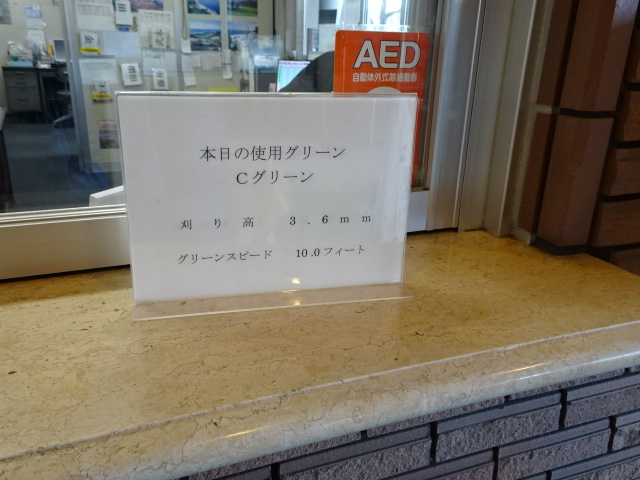 AED
自動体外式除細動器
本日の使用グリーン
Cグリーン
刈り高 3.6mm
グリーンスピード 10.0フィート